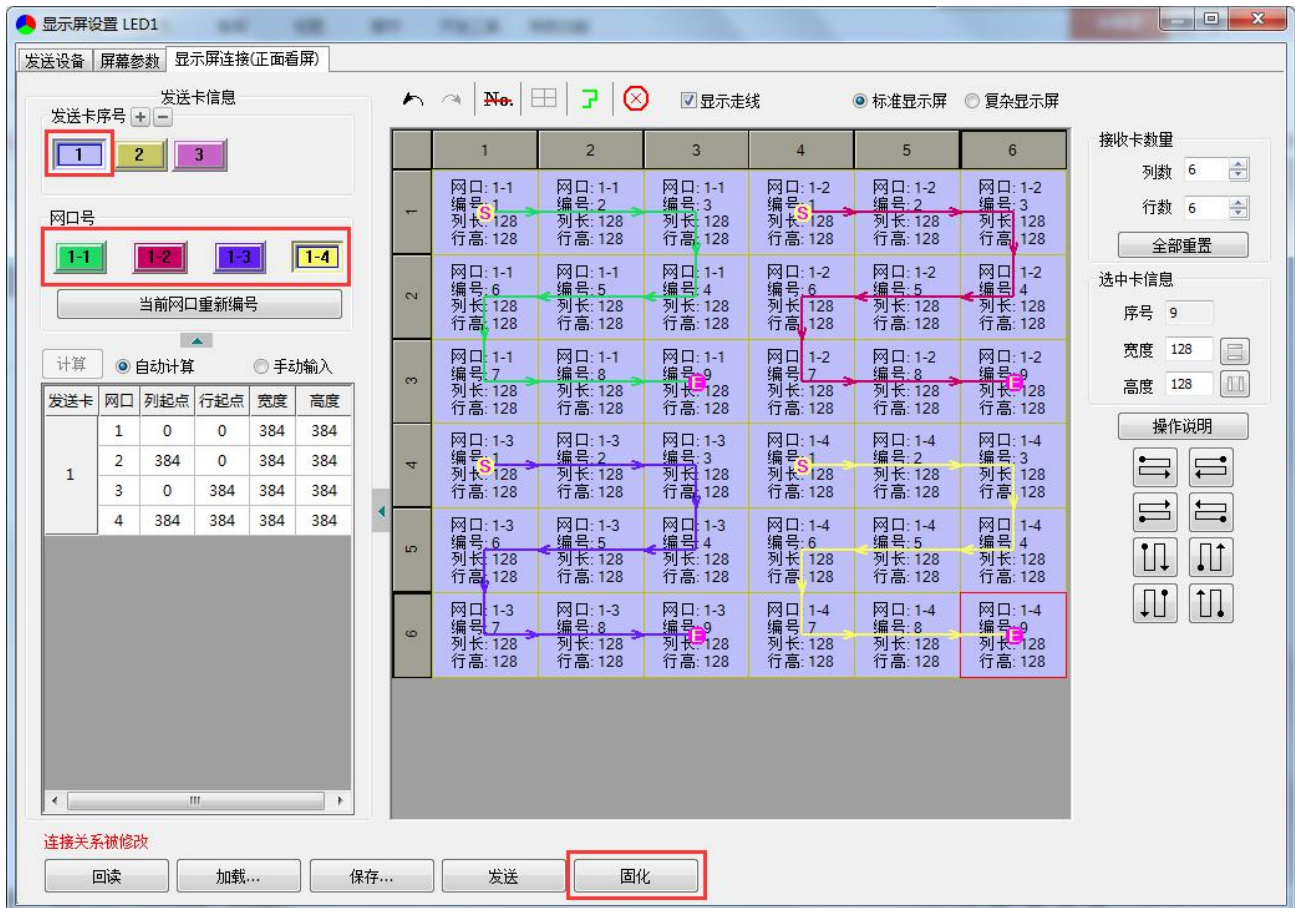 显示屏设置 LED1
发送设备 屏幕参数 显示屏连接(正面看屏)
发送卡信息
发送卡序号 + -
1 2 3
网口号
1-1 1-2 1-3 1-4
当前网口重新编号
计算 自动计算 手动输入
发送卡 网口 列起点 行起点 宽度 高度
1
1 0 0 384 384
2 384 0 384 384
3 0 384 384 384
4 384 384 384 384
No. 显示走线 标准显示屏 复杂显示屏
1 2 3 4 5 6
1
网口: 1-1 网口: 1-1 网口: 1-1 网口: 1-2 网口: 1-2 网口: 1-2
编号: 1 编号: 2 编号: 3 编号: 1 编号: 2 编号: 3
S S
列长: 128 列长: 128 列长: 128 列长: 128 列长: 128 列长: 128
行高: 128 行高: 128 行高: 128 行高: 128 行高: 128 行高: 128
2
网口: 1-1 网口: 1-1 网口: 1-1 网口: 1-2 网口: 1-2 网口: 1-2
编号: 6 编号: 5 编号: 4 编号: 6 编号: 5 编号: 4
列长: 128 列长: 128 列长: 128 列长: 128 列长: 128 列长: 128
行高: 128 行高: 128 行高: 128 行高: 128 行高: 128 行高: 128
3
网口: 1-1 网口: 1-1 网口: 1-1 网口: 1-2 网口: 1-2 网口: 1-2
编号: 7 编号: 8 编号: 9 编号: 7 编号: 8 编号: 9
E E
列长: 128 列长: 128 列长: 128 列长: 128 列长: 128 列长: 128
行高: 128 行高: 128 行高: 128 行高: 128 行高: 128 行高: 128
4
网口: 1-3 网口: 1-3 网口: 1-3 网口: 1-4 网口: 1-4 网口: 1-4
编号: 1 编号: 2 编号: 3 编号: 1 编号: 2 编号: 3
S S
列长: 128 列长: 128 列长: 128 列长: 128 列长: 128 列长: 128
行高: 128 行高: 128 行高: 128 行高: 128 行高: 128 行高: 128
5
网口: 1-3 网口: 1-3 网口: 1-3 网口: 1-4 网口: 1-4 网口: 1-4
编号: 6 编号: 5 编号: 4 编号: 6 编号: 5 编号: 4
列长: 128 列长: 128 列长: 128 列长: 128 列长: 128 列长: 128
行高: 128 行高: 128 行高: 128 行高: 128 行高: 128 行高: 128
6
网口: 1-3 网口: 1-3 网口: 1-3 网口: 1-4 网口: 1-4 网口: 1-4
编号: 7 编号: 8 编号: 9 编号: 7 编号: 8 编号: 9
E E
列长: 128 列长: 128 列长: 128 列长: 128 列长: 128 列长: 128
行高: 128 行高: 128 行高: 128 行高: 128 行高: 128 行高: 128
接收卡数量
列数 6
行数 6
全部重置
选中卡信息
序号 9
宽度 128
高度 128
操作说明
连接关系被修改
回读 加载... 保存... 发送 固化